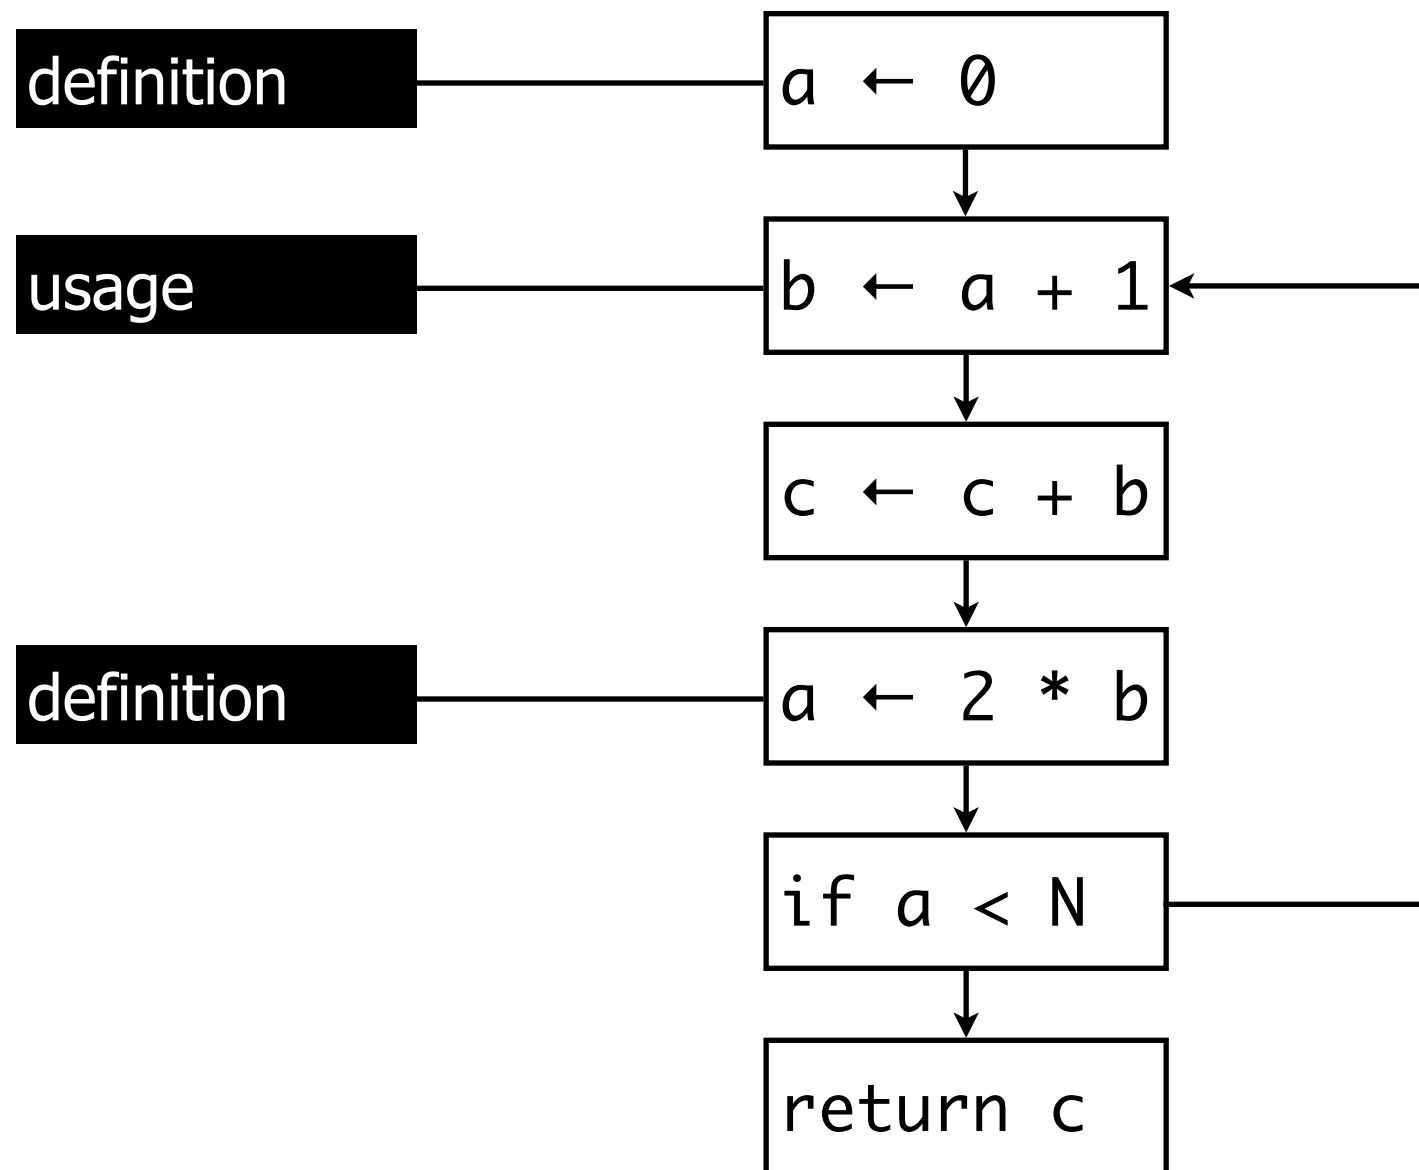 definition
a ← 0
usage
b ← a + 1
c ← c + b
definition
a ← 2 * b
if a < N
return c